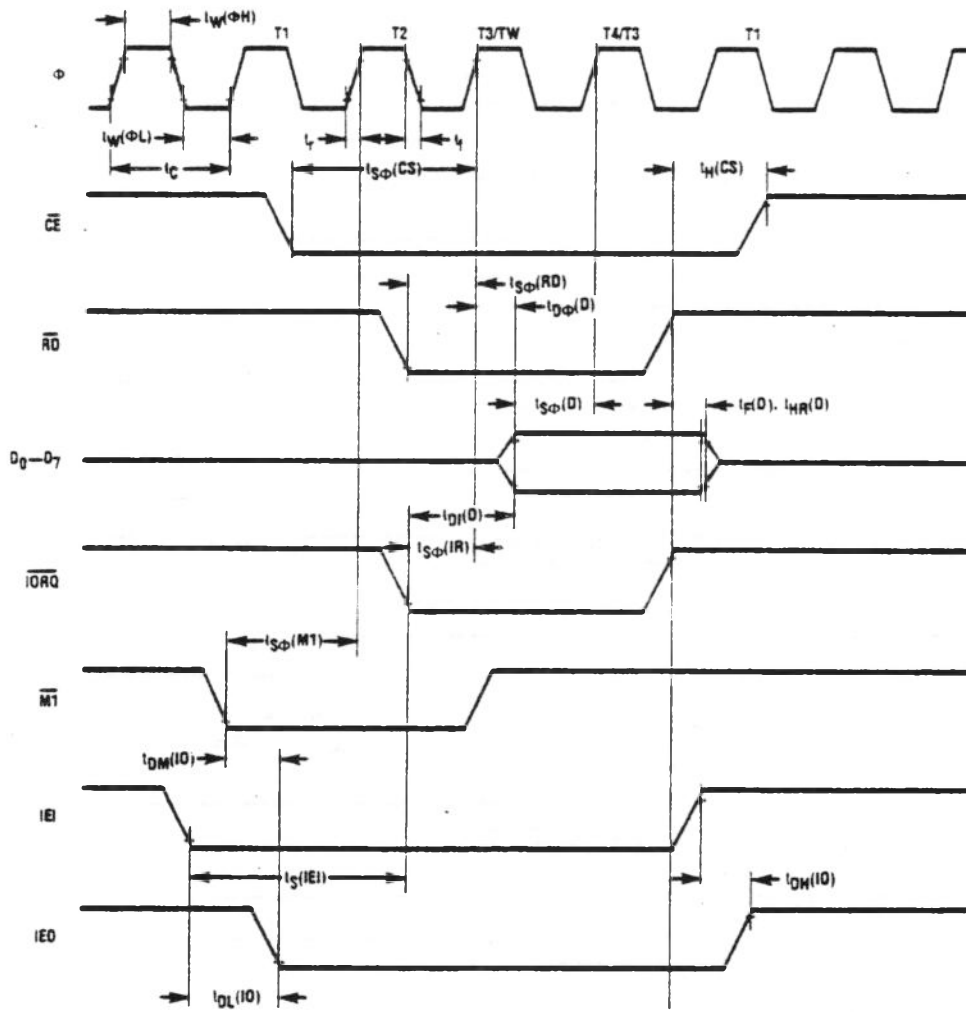 tW(ΦH)
T1 T2 T3/TW T4/T3 T1
Φ
tW(ΦL) tr tf
tC tSΦ(CS) tH(CS)
CE
tSΦ(RD)
tDΦ(D)
RD
tSΦ(D) tF(D), tHR(D)
D0—D7
tDI(D)
tSΦ(IR)
IORQ
tSΦ(M1)
M1
tDM(IO)
IEI
tS(IEI) tDH(IO)
IEO
tDL(IO)